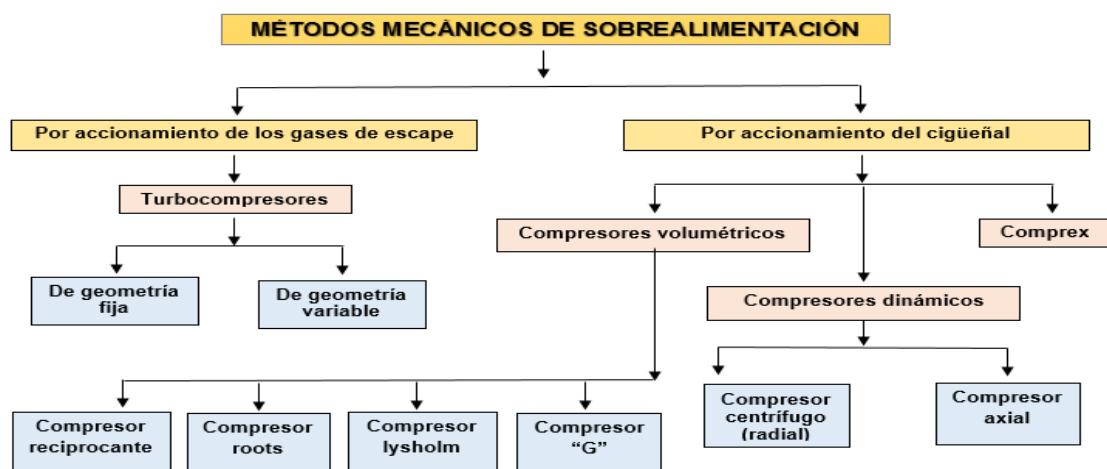 MÉTODOS MECÁNICOS DE SOBREALIMENTACIÓN
Por accionamiento de los gases de escape
Por accionamiento del cigüeñal
Turbocompresores
Compresores volumétricos
Comprex
De geometría
fija
De geometría
variable
Compresores dinámicos
Compresor
reciprocante
Compresor
roots
Compresor
lysholm
Compresor
“G”
Compresor
centrífugo
(radial)
Compresor
axial